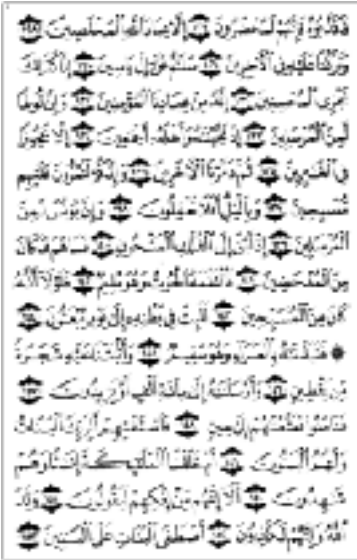 فَكَذَّبُوهُ فَإِنَّهُمْ لَمُحْضَرُونَ إِلَّا عِبَادَ ٱللَّهِ ٱلْمُخْلَصِينَ
وَتَرَكْنَا عَلَيْهِ فِى ٱلْـَٔاخِرِينَ سَلَٰمٌ عَلَىٰٓ إِلْ يَاسِينَ إِنَّا كَذَٰلِكَ
نَجْزِى ٱلْمُحْسِنِينَ إِنَّهُۥ مِنْ عِبَادِنَا ٱلْمُؤْمِنِينَ وَإِنَّ لُوطًا
لَّمِنَ ٱلْمُرْسَلِينَ إِذْ نَجَّيْنَٰهُ وَأَهْلَهُۥٓ أَجْمَعِينَ إِلَّا عَجُوزًا
فِى ٱلْغَٰبِرِينَ ثُمَّ دَمَّرْنَا ٱلْـَٔاخَرِينَ وَإِنَّكُمْ لَتَمُرُّونَ عَلَيْهِم
مُّصْبِحِينَ وَبِٱلَّيْلِ أَفَلَا تَعْقِلُونَ وَإِنَّ يُونُسَ لَمِنَ
ٱلْمُرْسَلِينَ إِذْ أَبَقَ إِلَى ٱلْفُلْكِ ٱلْمَشْحُونِ فَسَاهَمَ فَكَانَ
مِنَ ٱلْمُدْحَضِينَ فَٱلْتَقَمَهُ ٱلْحُوتُ وَهُوَ مُلِيمٌ فَلَوْلَآ أَنَّهُۥ
كَانَ مِنَ ٱلْمُسَبِّحِينَ لَلَبِثَ فِى بَطْنِهِۦٓ إِلَىٰ يَوْمِ يُبْعَثُونَ
۞ فَنَبَذْنَٰهُ بِٱلْعَرَآءِ وَهُوَ سَقِيمٌ وَأَنۢبَتْنَا عَلَيْهِ شَجَرَةً
مِّن يَقْطِينٍ وَأَرْسَلْنَٰهُ إِلَىٰ مِا۟ئَةِ أَلْفٍ أَوْ يَزِيدُونَ
فَـَٔامَنُوا۟ فَمَتَّعْنَٰهُمْ إِلَىٰ حِينٍ فَٱسْتَفْتِهِمْ أَلِرَبِّكَ ٱلْبَنَاتُ
وَلَهُمُ ٱلْبَنُونَ أَمْ خَلَقْنَا ٱلْمَلَٰٓئِكَةَ إِنَٰثًا وَهُمْ
شَٰهِدُونَ أَلَآ إِنَّهُم مِّنْ إِفْكِهِمْ لَيَقُولُونَ وَلَدَ
ٱللَّهُ وَإِنَّهُمْ لَكَٰذِبُونَ أَصْطَفَى ٱلْبَنَاتِ عَلَى ٱلْبَنِينَ